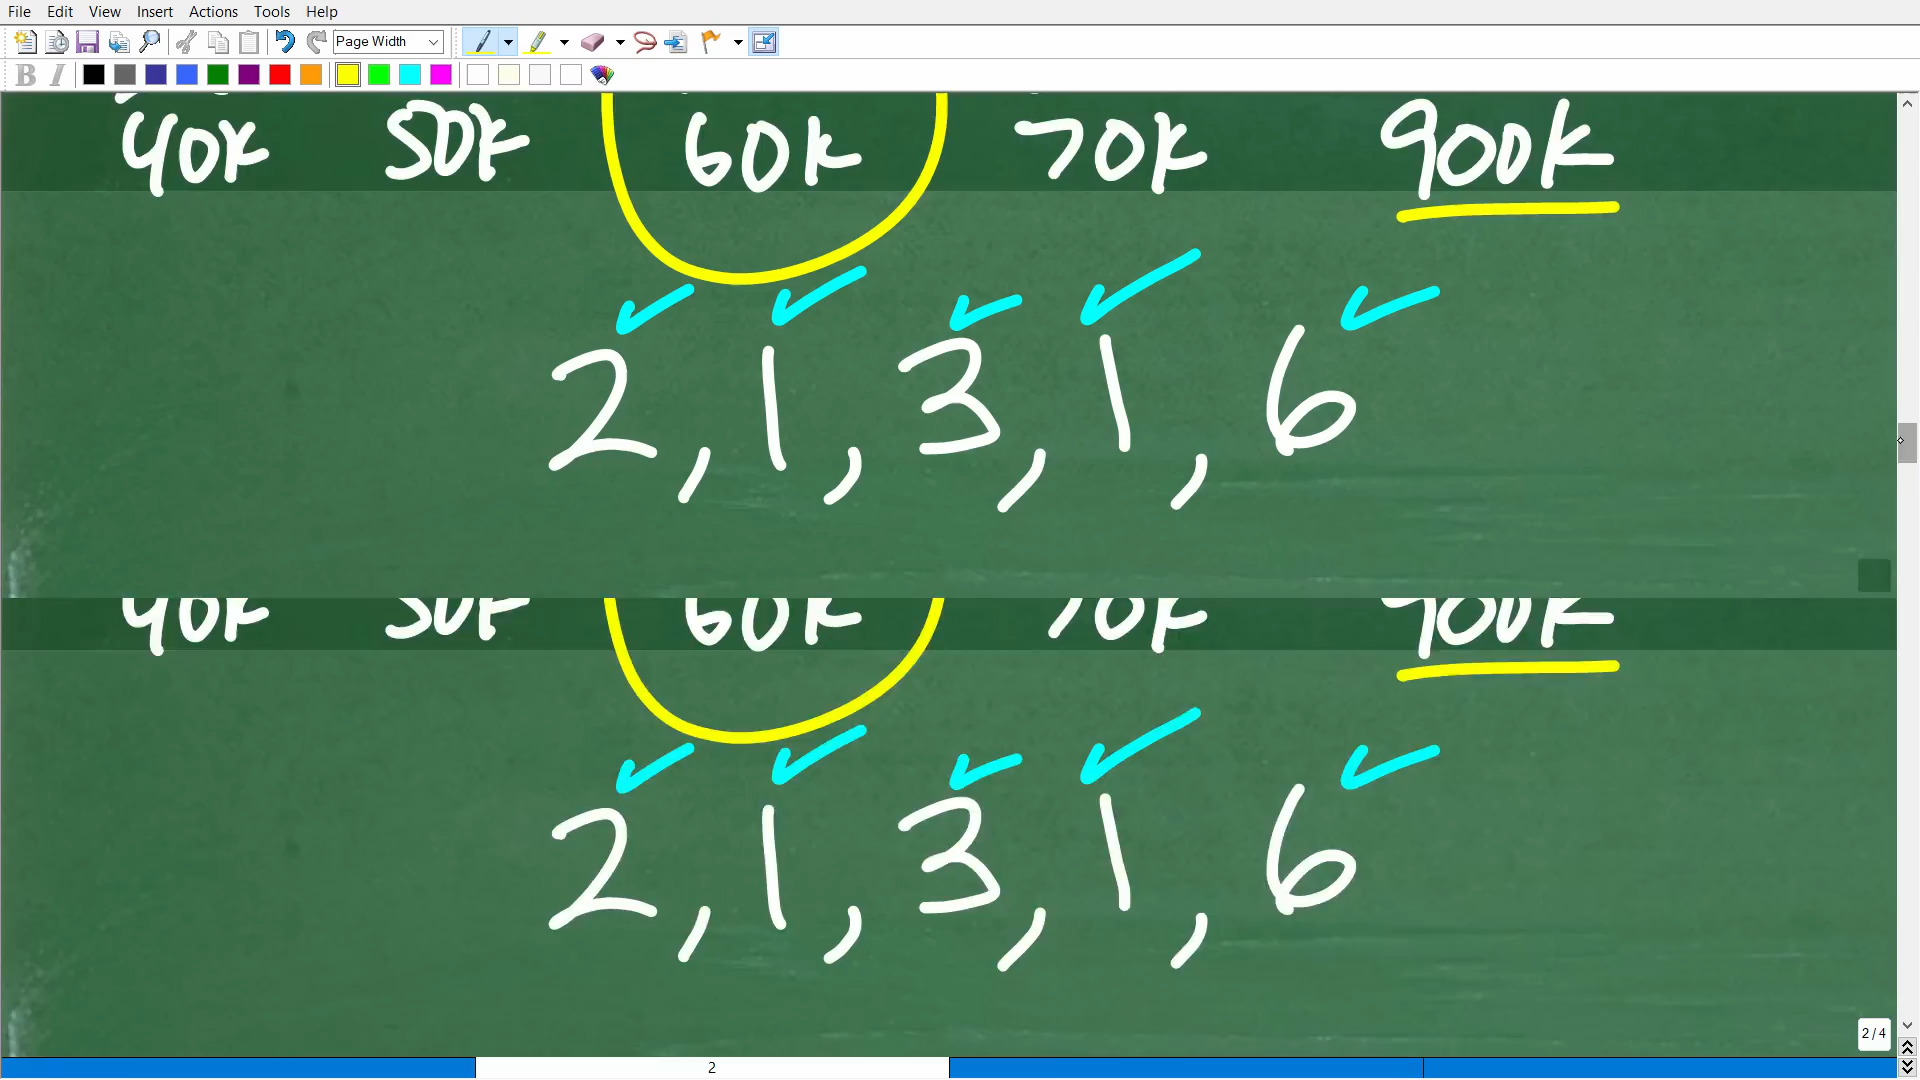 File Edit View Insert Actions Tools Help
Page Width
B I
40K 50K 60K 70K 900K
2, 1, 3, 1, 6
40K 50K 60K 70K 900K
2, 1, 3, 1, 6
2 / 4
2